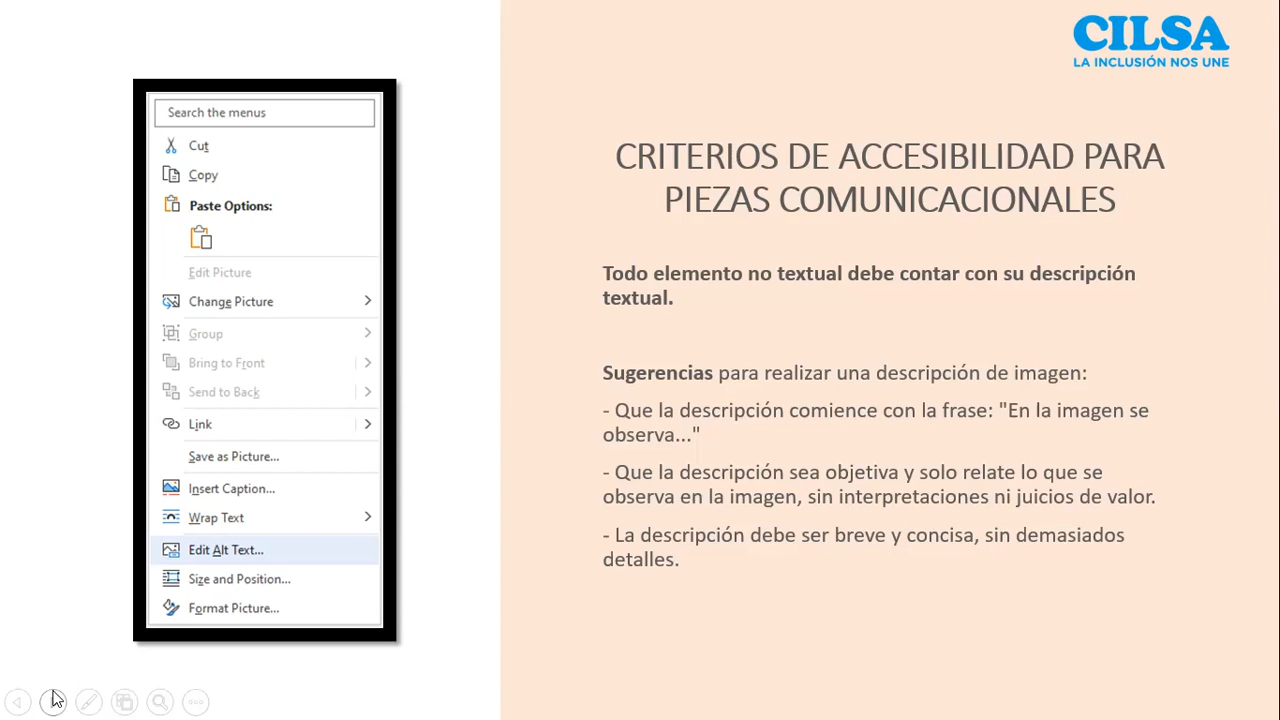 Search the menus
Cut
Copy
Paste Options:
Edit Picture
Change Picture
Group
Bring to Front
Send to Back
Link
Save as Picture...
Insert Caption...
Wrap Text
Edit Alt Text...
Size and Position...
Format Picture...
CILSA
LA INCLUSIÓN NOS UNE
CRITERIOS DE ACCESIBILIDAD PARA
PIEZAS COMUNICACIONALES
Todo elemento no textual debe contar con su descripción
textual.
Sugerencias para realizar una descripción de imagen:
- Que la descripción comience con la frase: "En la imagen se
observa..."
- Que la descripción sea objetiva y solo relate lo que se
observa en la imagen, sin interpretaciones ni juicios de valor.
- La descripción debe ser breve y concisa, sin demasiados
detalles.